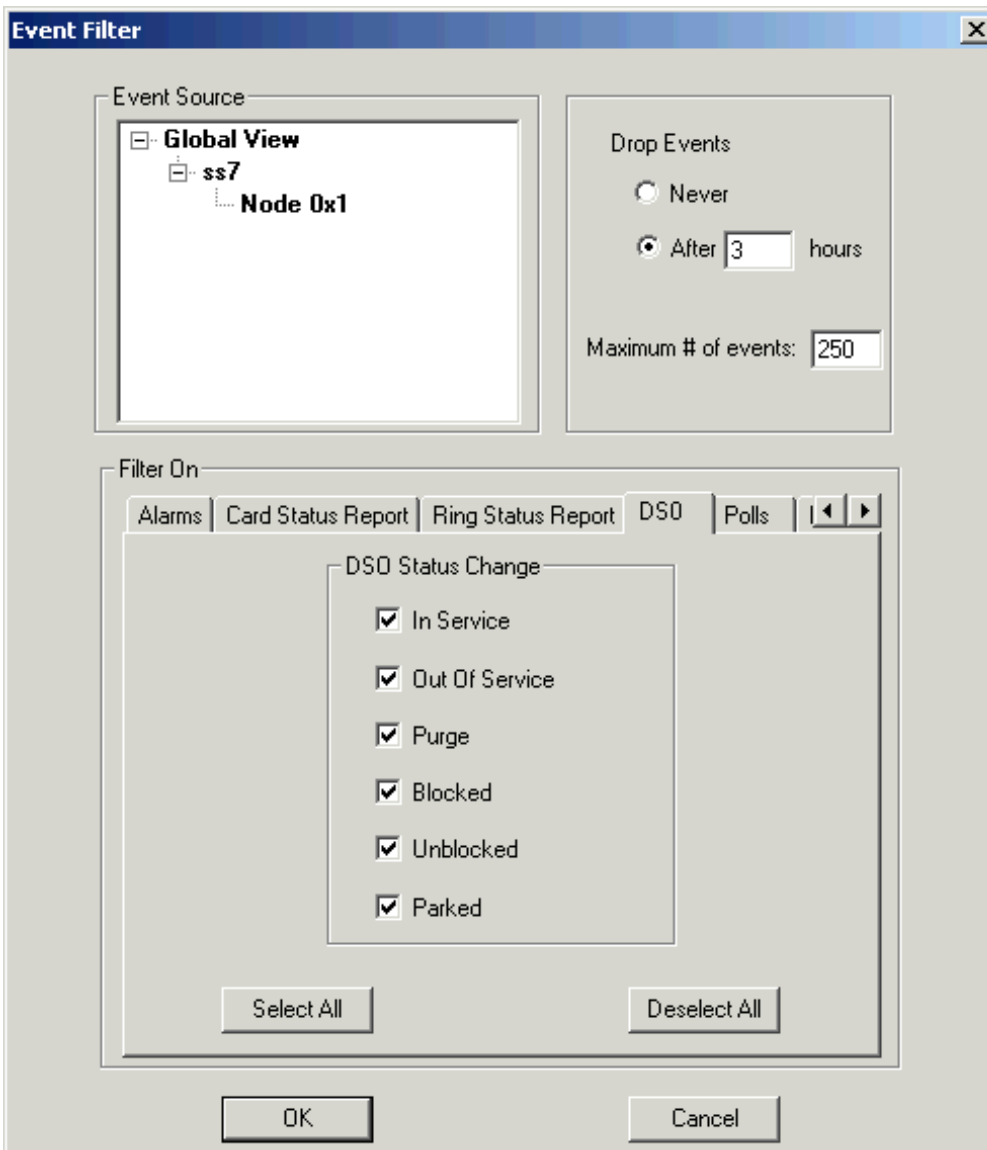 Event Filter
Event Source
Global View
ss7
Node 0x1
Drop Events
Never
After 3 hours
Maximum # of events: 250
Filter On
Alarms Card Status Report Ring Status Report DS0 Polls
DS0 Status Change
In Service
Out Of Service
Purge
Blocked
Unblocked
Parked
Select All Deselect All
OK Cancel